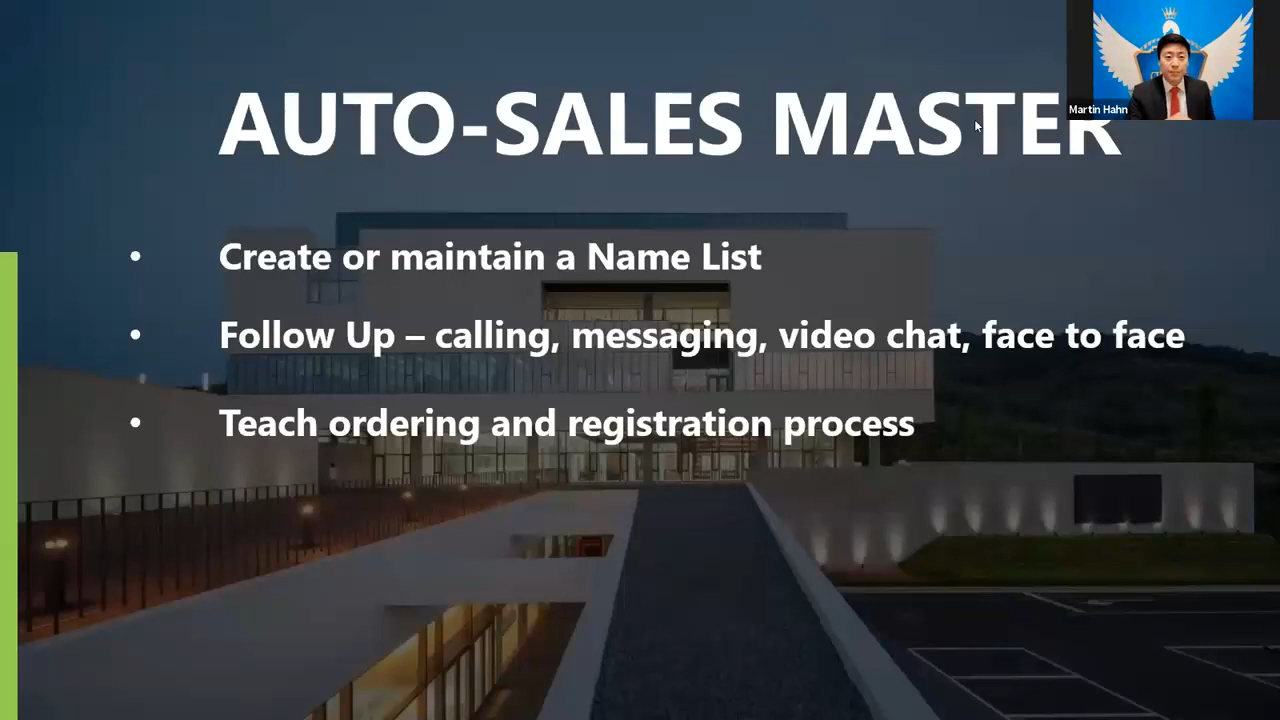 AUTO-SALES MASTER
Martin Hahn
• Create or maintain a Name List
• Follow Up – calling, messaging, video chat, face to face
• Teach ordering and registration process